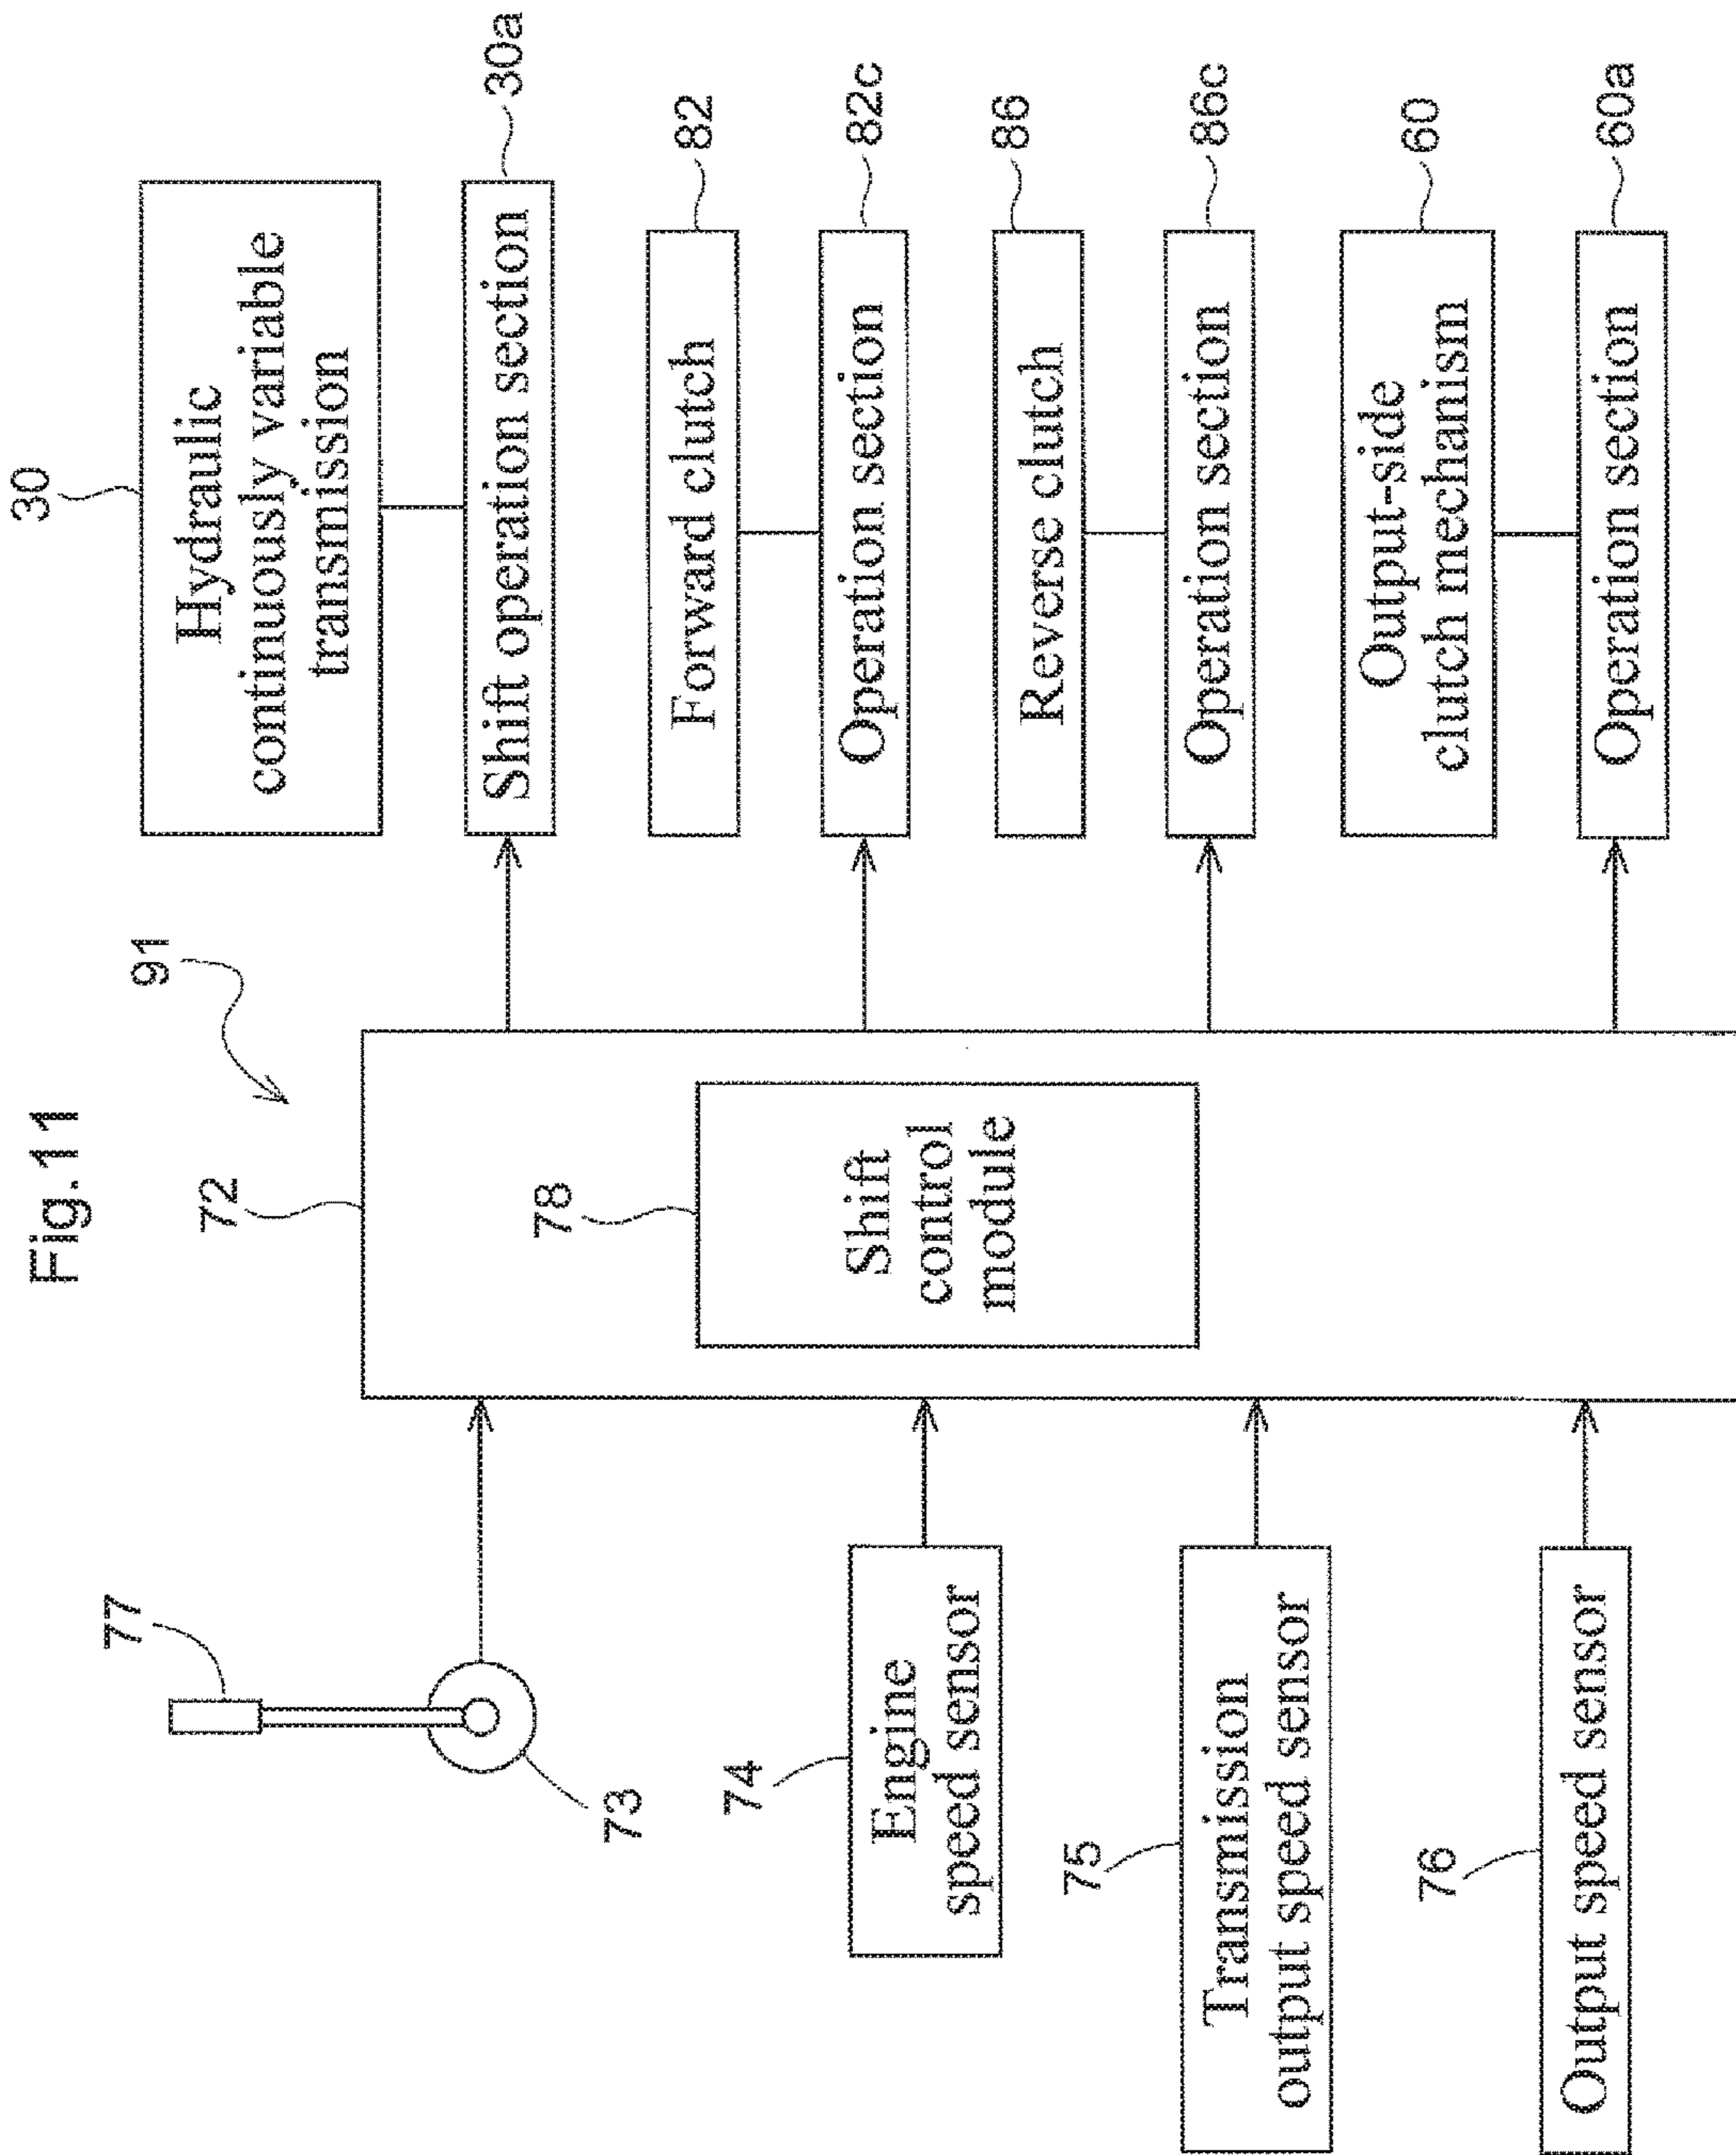 Fig.11
91
72
78
Shift
control
module
77
73
74
Engine
speed sensor
75
Transmission
output speed sensor
76
Output speed sensor
30
Hydraulic
continuously variable
transmission
Shift operation section
30a
Forward clutch
82
Operation section
82c
Reverse clutch
86
Operation section
86c
Output-side
clutch mechanism
60
Operation section
60a